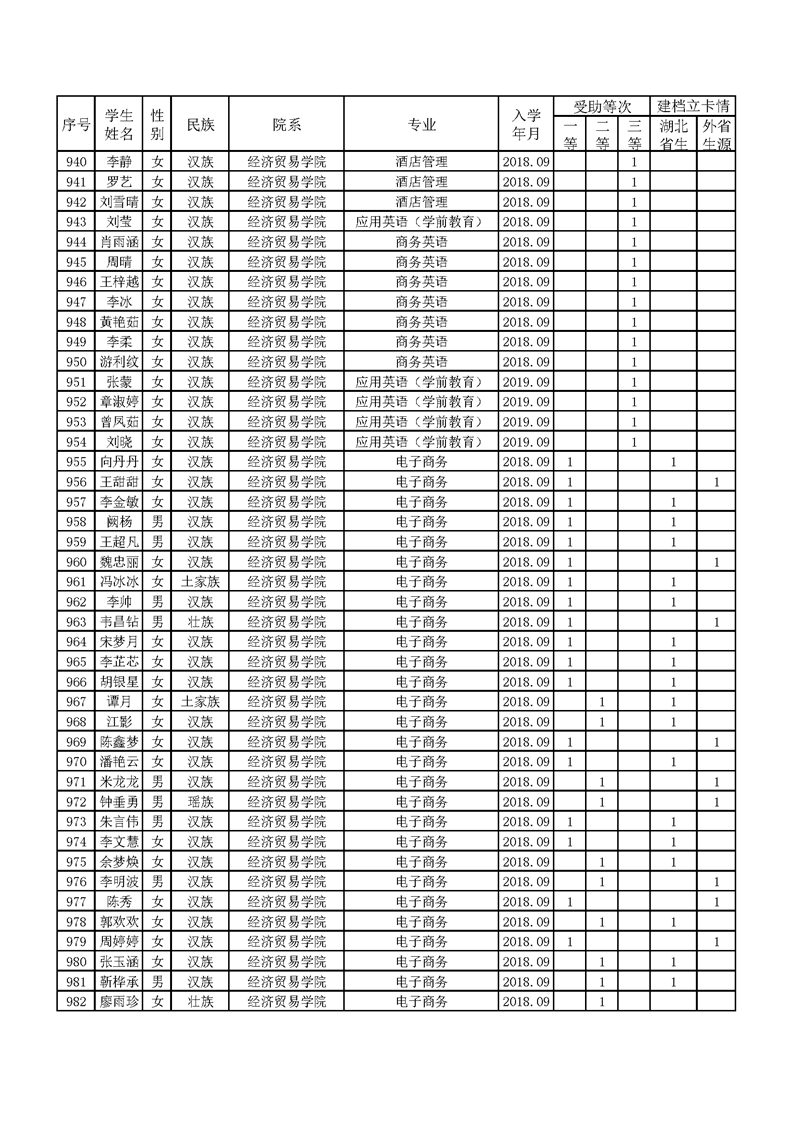 序号 学生姓名 性别 民族 院系 专业 入学年月 受助等次 建档立卡情
一等 二等 三等 湖北省生 外省生源
940 李静 女 汉族 经济贸易学院 酒店管理 2018.09 1
941 罗艺 女 汉族 经济贸易学院 酒店管理 2018.09 1
942 刘雪晴 女 汉族 经济贸易学院 酒店管理 2018.09 1
943 刘莹 女 汉族 经济贸易学院 应用英语（学前教育） 2018.09 1
944 肖雨涵 女 汉族 经济贸易学院 商务英语 2018.09 1
945 周晴 女 汉族 经济贸易学院 商务英语 2018.09 1
946 王梓越 女 汉族 经济贸易学院 商务英语 2018.09 1
947 李冰 女 汉族 经济贸易学院 商务英语 2018.09 1
948 黄艳茹 女 汉族 经济贸易学院 商务英语 2018.09 1
949 李柔 女 汉族 经济贸易学院 商务英语 2018.09 1
950 游利纹 女 汉族 经济贸易学院 商务英语 2018.09 1
951 张蒙 女 汉族 经济贸易学院 应用英语（学前教育） 2019.09 1
952 章淑婷 女 汉族 经济贸易学院 应用英语（学前教育） 2019.09 1
953 曾凤茹 女 汉族 经济贸易学院 应用英语（学前教育） 2019.09 1
954 刘晓 女 汉族 经济贸易学院 应用英语（学前教育） 2019.09 1
955 向丹丹 女 汉族 经济贸易学院 电子商务 2018.09 1 1
956 王甜甜 女 汉族 经济贸易学院 电子商务 2018.09 1 1
957 李金敏 女 汉族 经济贸易学院 电子商务 2018.09 1 1
958 阙杨 男 汉族 经济贸易学院 电子商务 2018.09 1 1
959 王超凡 男 汉族 经济贸易学院 电子商务 2018.09 1 1
960 魏忠丽 女 汉族 经济贸易学院 电子商务 2018.09 1 1
961 冯冰冰 女 土家族 经济贸易学院 电子商务 2018.09 1 1
962 李帅 男 汉族 经济贸易学院 电子商务 2018.09 1 1
963 韦昌钻 男 壮族 经济贸易学院 电子商务 2018.09 1 1
964 宋梦月 女 汉族 经济贸易学院 电子商务 2018.09 1 1
965 李芷芯 女 汉族 经济贸易学院 电子商务 2018.09 1 1
966 胡银星 女 汉族 经济贸易学院 电子商务 2018.09 1 1
967 谭月 女 土家族 经济贸易学院 电子商务 2018.09 1 1
968 江影 女 汉族 经济贸易学院 电子商务 2018.09 1 1
969 陈鑫梦 女 汉族 经济贸易学院 电子商务 2018.09 1 1
970 潘艳云 女 汉族 经济贸易学院 电子商务 2018.09 1 1
971 米龙龙 男 汉族 经济贸易学院 电子商务 2018.09 1 1
972 钟垂勇 男 瑶族 经济贸易学院 电子商务 2018.09 1 1
973 朱言伟 男 汉族 经济贸易学院 电子商务 2018.09 1 1
974 李文慧 女 汉族 经济贸易学院 电子商务 2018.09 1 1
975 余梦焕 女 汉族 经济贸易学院 电子商务 2018.09 1 1
976 李明波 男 汉族 经济贸易学院 电子商务 2018.09 1 1
977 陈秀 女 汉族 经济贸易学院 电子商务 2018.09 1 1
978 郭欢欢 女 汉族 经济贸易学院 电子商务 2018.09 1 1
979 周婷婷 女 汉族 经济贸易学院 电子商务 2018.09 1 1
980 张玉涵 女 汉族 经济贸易学院 电子商务 2018.09 1 1
981 靳桦承 男 汉族 经济贸易学院 电子商务 2018.09 1 1
982 廖雨珍 女 壮族 经济贸易学院 电子商务 2018.09 1